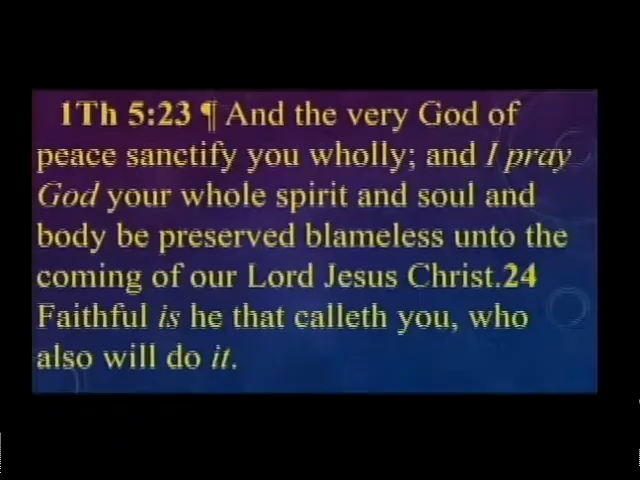 1Th 5:23 ¶ And the very God of
peace sanctify you wholly; and I pray
God your whole spirit and soul and
body be preserved blameless unto the
coming of our Lord Jesus Christ.24
Faithful is he that calleth you, who
also will do it.